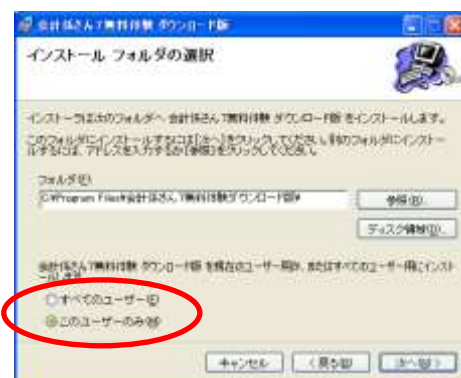 会計係さん7無料体験 ダウンロード版
インストール フォルダの選択
インストーラは次のフォルダへ 会計係さん7無料体験 ダウンロード版 をインストールします。
このフォルダにインストールするには[次へ]をクリックしてください。別のフォルダにインストー
ルするには、アドレスを入力するか[参照]をクリックしてください。
フォルダ(F):
C:¥Program Files¥会計係さん7無料体験ダウンロード版¥
参照(R)...
ディスク領域(D)...
会計係さん7無料体験 ダウンロード版 を現在のユーザー用か、またはすべてのユーザー用にインスト
ールします:
すべてのユーザー(E)
このユーザーのみ(M)
キャンセル
< 戻る(B)
次へ(N) >